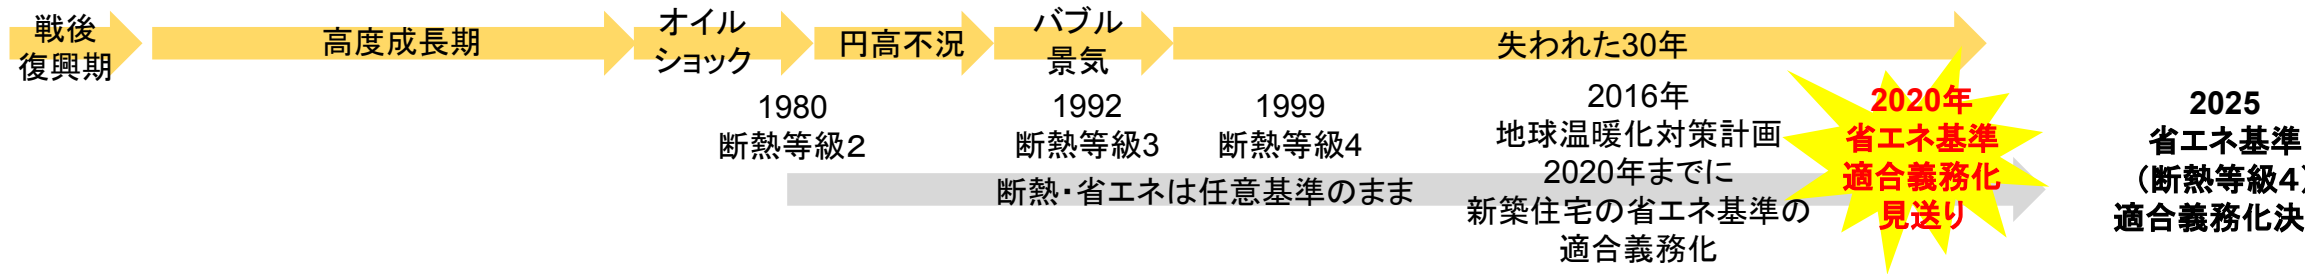 戦後
復興期
高度成長期
オイル
ショック
円高不況
バブル
景気
失われた30年
1980
断熱等級２
1992
断熱等級3
1999
断熱等級4
2016年
地球温暖化対策計画
2020年までに
新築住宅の省エネ基準の
適合義務化
2020年
省エネ基準
適合義務化
見送り
2025
省エネ基準
（断熱等級4）
適合義務化決
断熱・省エネは任意基準のまま